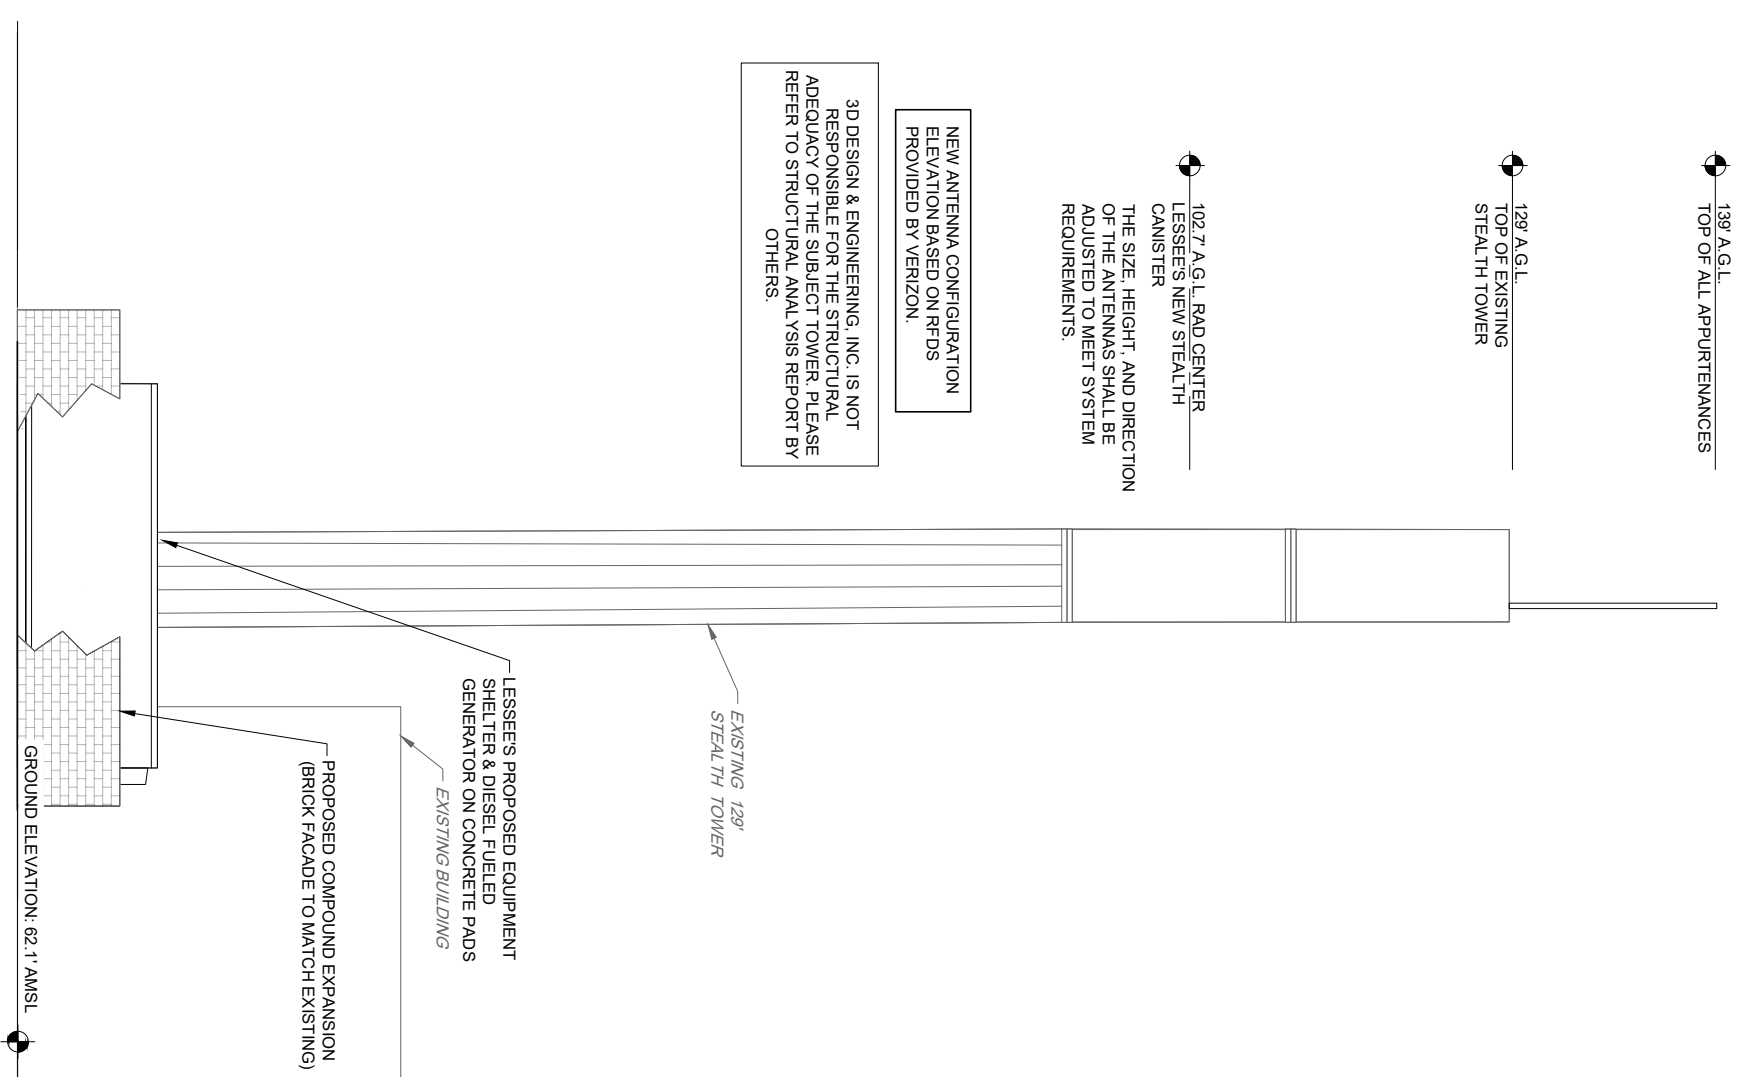 139' A.G.L.
TOP OF ALL APPURTENANCES
129' A.G.L.
TOP OF EXISTING
STEALTH TOWER
102.7' A.G.L. RAD CENTER
LESSEE'S NEW STEALTH
CANISTER
THE SIZE, HEIGHT, AND DIRECTION
OF THE ANTENNAS SHALL BE
ADJUSTED TO MEET SYSTEM
REQUIREMENTS.
NEW ANTENNA CONFIGURATION
ELEVATION BASED ON RFDS
PROVIDED BY VERIZON.
3D DESIGN & ENGINEERING, INC. IS NOT
RESPONSIBLE FOR THE STRUCTURAL
ADEQUACY OF THE SUBJECT TOWER. PLEASE
REFER TO STRUCTURAL ANALYSIS REPORT BY
OTHERS.
EXISTING 129'
STEALTH TOWER
LESSEE'S PROPOSED EQUIPMENT
SHELTER & DIESEL FUELED
GENERATOR ON CONCRETE PADS
EXISTING BUILDING
PROPOSED COMPOUND EXPANSION
(BRICK FACADE TO MATCH EXISTING)
GROUND ELEVATION: 62.1' AMSL